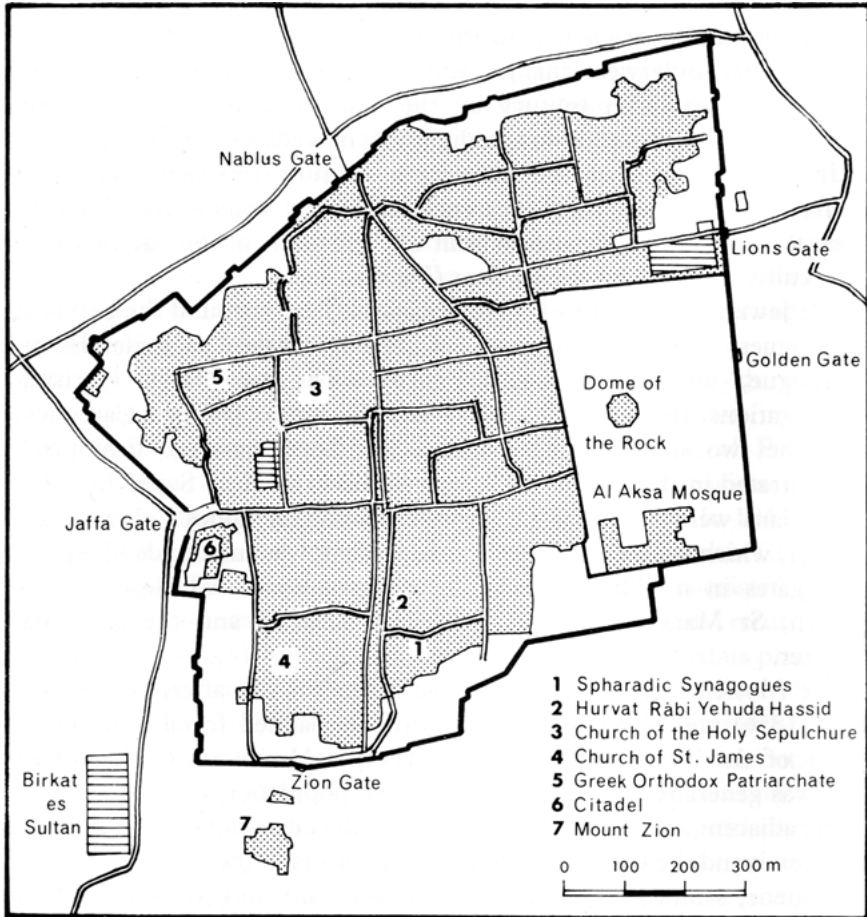 Nablus Gate
Lions Gate
Golden Gate
5
3
Dome of
the Rock
Al Aksa Mosque
Jaffa Gate
6
2
4
1
1 Spharadic Synagogues
2 Hurvat Ràbi Yehuda Hassid
3 Church of the Holy Sepulchure
4 Church of St. James
5 Greek Orthodox Patriarchate
6 Citadel
7 Mount Zion
Zion Gate
Birkat
es
Sultan
7
0 100 200 300 m